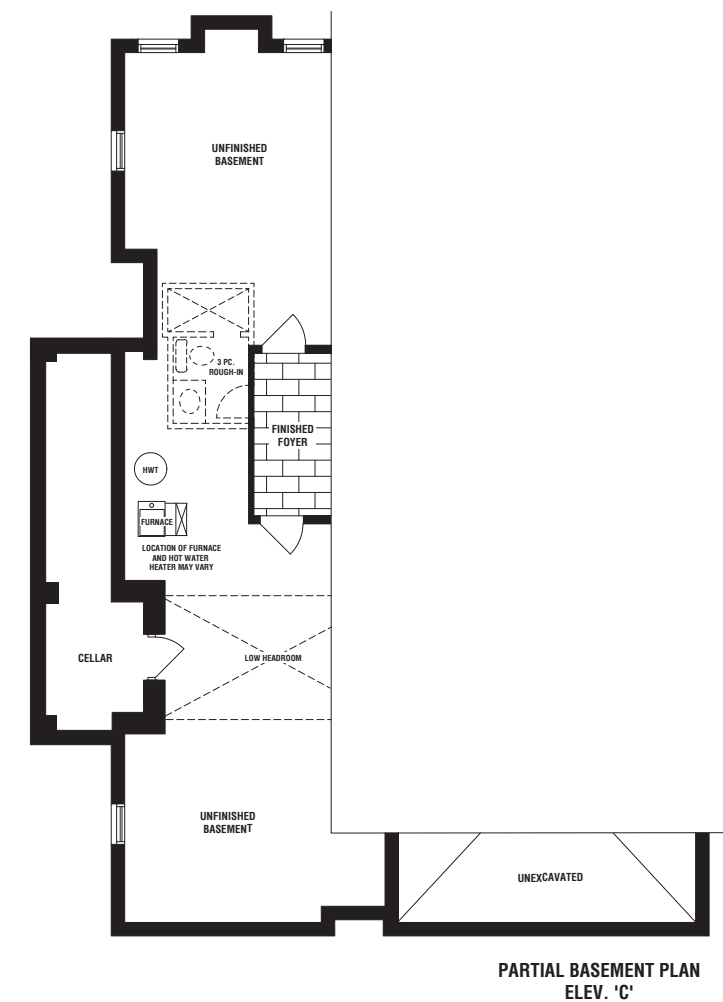 UNFINISHED
BASEMENT
3 PC.
ROUGH-IN
FINISHED
FOYER
HWT
FURNACE
LOCATION OF FURNACE
AND HOT WATER
HEATER MAY VARY
CELLAR
LOW HEADROOM
UNFINISHED
BASEMENT
UNEXCAVATED
PARTIAL BASEMENT PLAN
ELEV. 'C'